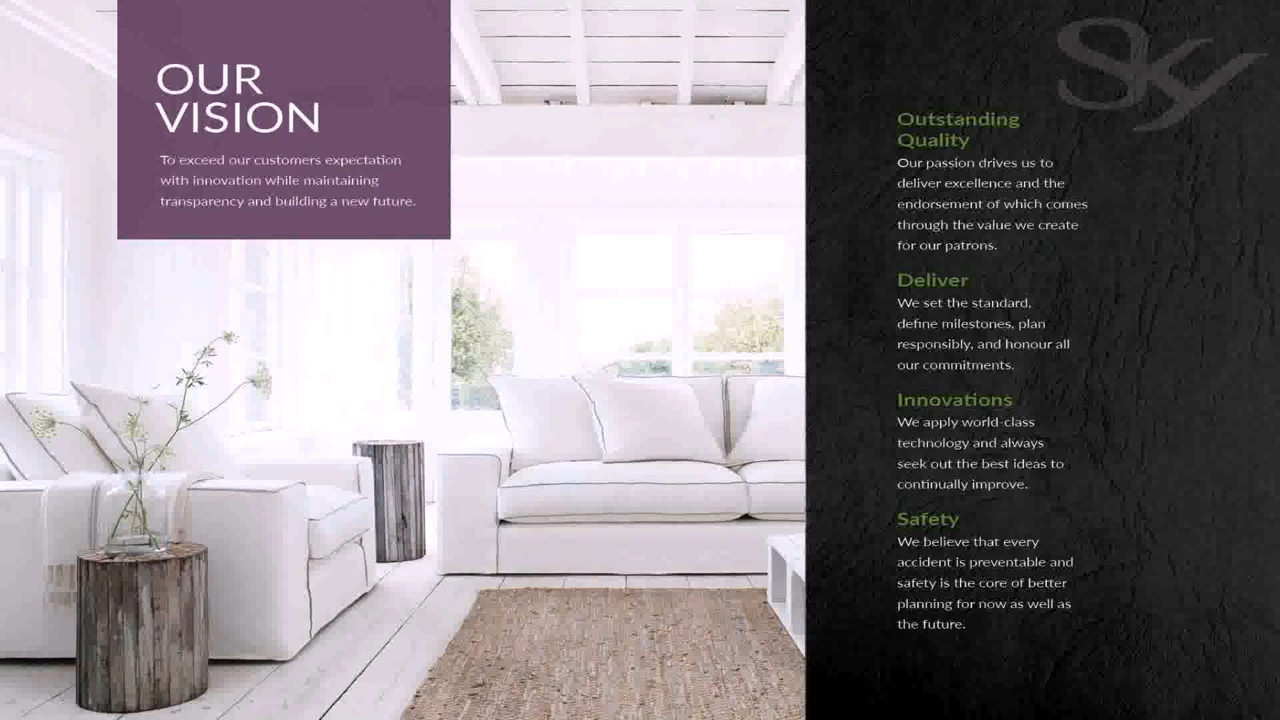 OUR
VISION
To exceed our customers expectation
with innovation while maintaining
transparency and building a new future.
Sky
Outstanding
Quality
Our passion drives us to
deliver excellence and the
endorsement of which comes
through the value we create
for our patrons.
Deliver
We set the standard,
define milestones, plan
responsibly, and honour all
our commitments.
Innovations
We apply world-class
technology and always
seek out the best ideas to
continually improve.
Safety
We believe that every
accident is preventable and
safety is the core of better
planning for now as well as
the future.